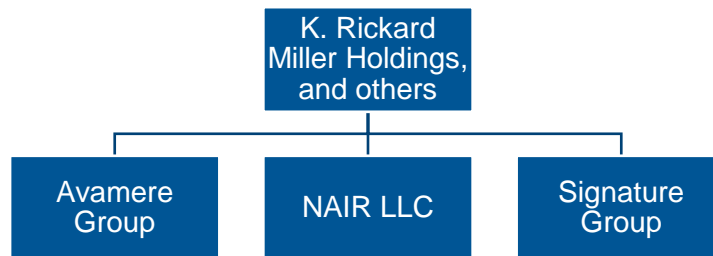 K. Rickard
Miller Holdings,
and others
Avamere
Group
NAIR LLC
Signature
Group